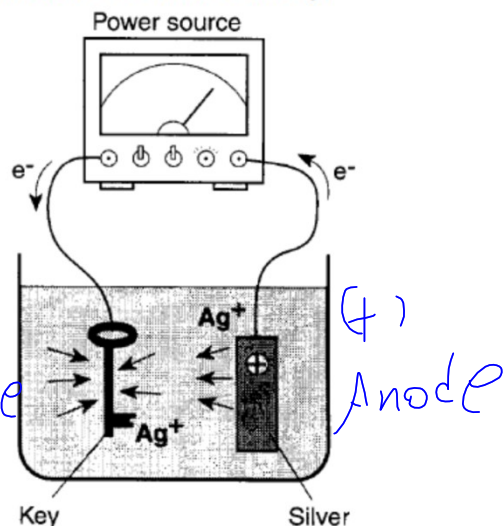 Power source
e-
e-
Ag+
(+)
e
Anode
Ag+
Key
Silver